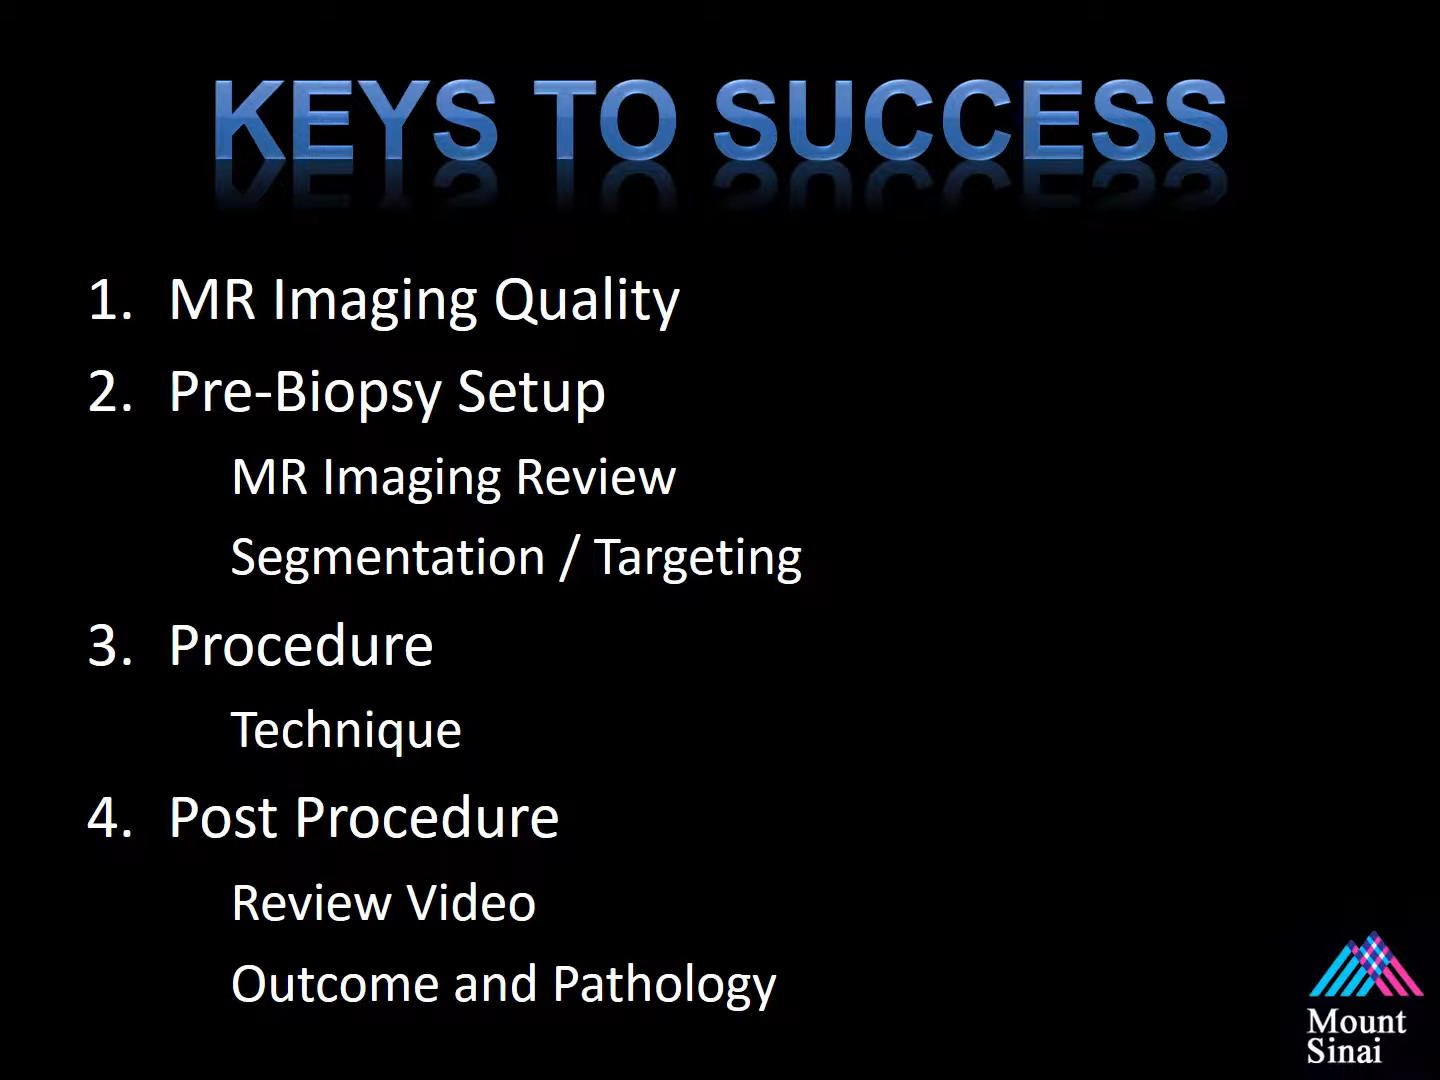 KEYS TO SUCCESS
1. MR Imaging Quality
2. Pre-Biopsy Setup
MR Imaging Review
Segmentation / Targeting
3. Procedure
Technique
4. Post Procedure
Review Video
Outcome and Pathology
Mount
Sinai